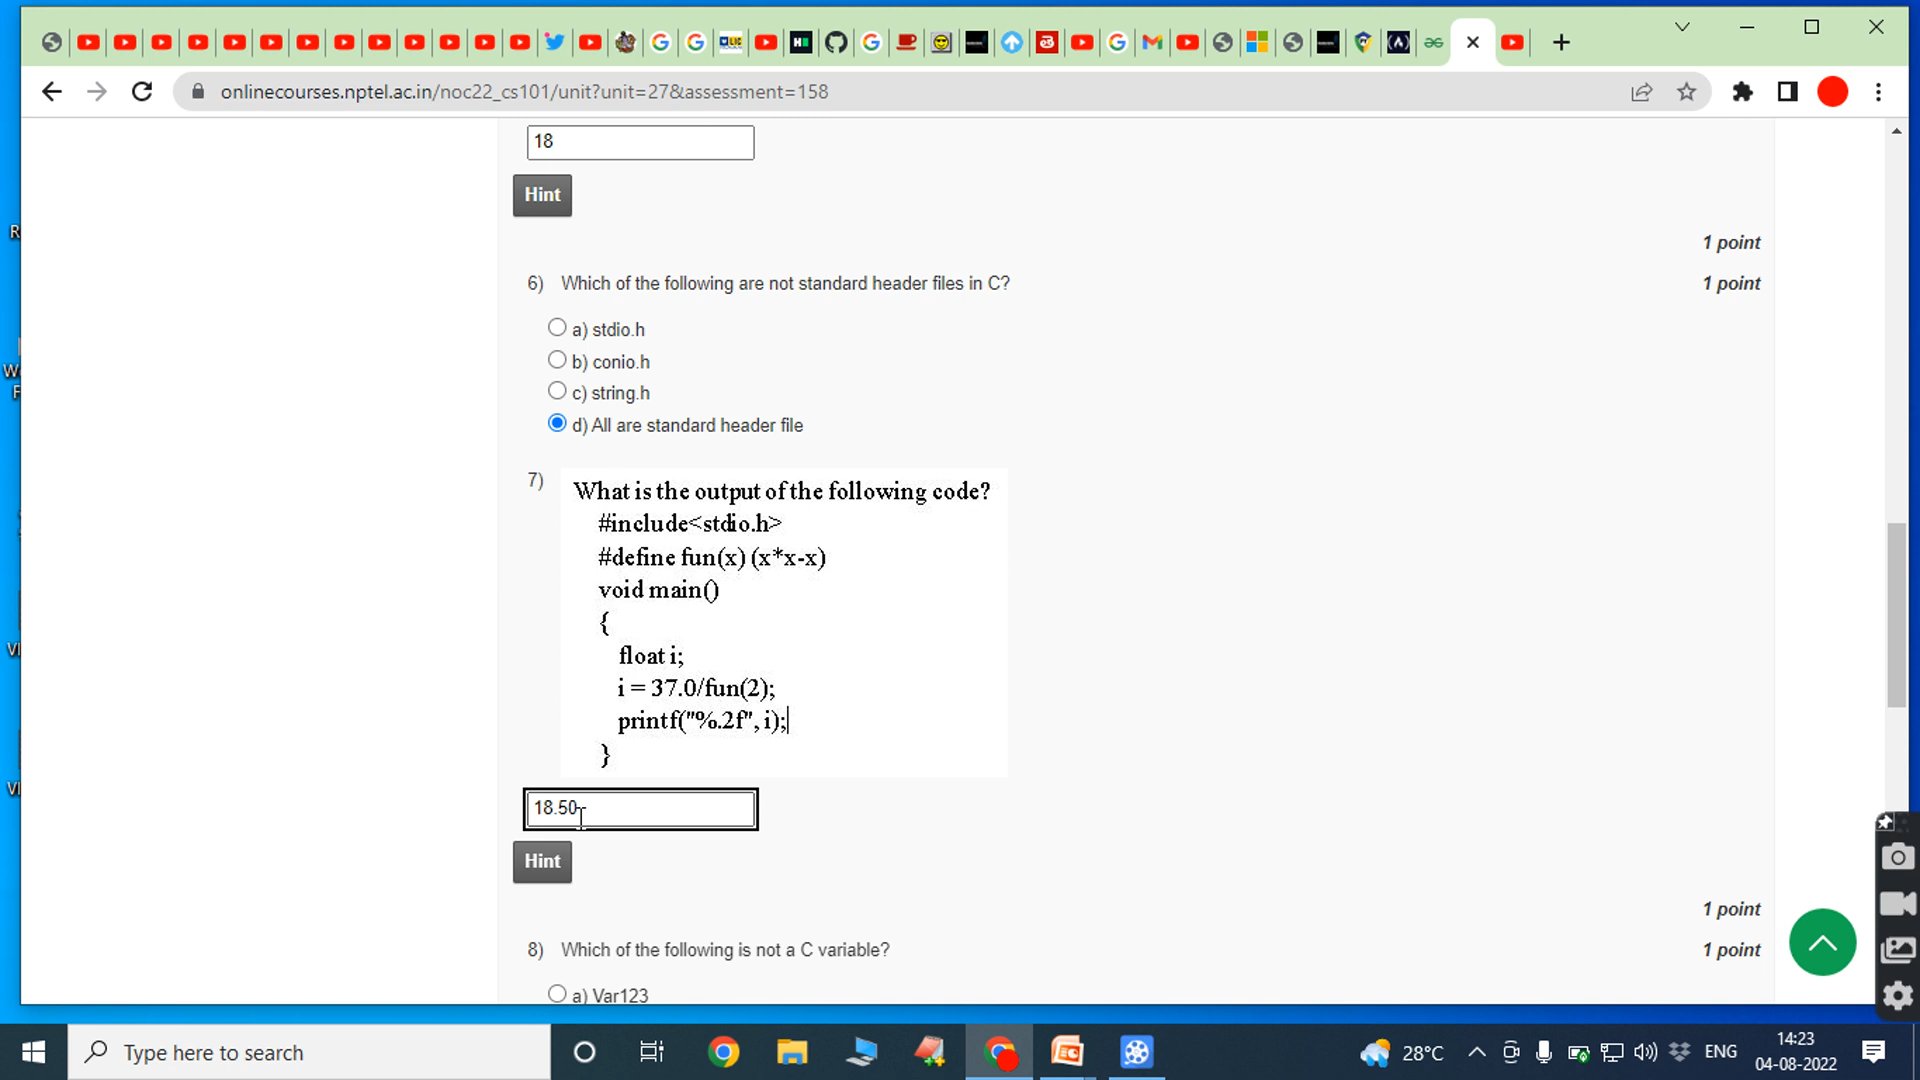 onlinecourses.nptel.ac.in/noc22_cs101/unit?unit=27&assessment=158
18
Hint
1 point
6) Which of the following are not standard header files in C? 1 point
a) stdio.h
b) conio.h
c) string.h
d) All are standard header file
7) What is the output of the following code?
#include<stdio.h>
#define fun(x) (x*x-x)
void main()
{
float i;
i = 37.0/fun(2);
printf("%.2f", i);
}
18.50
Hint
1 point
8) Which of the following is not a C variable? 1 point
a) Var123
Type here to search
28°C
ENG
14:23
04-08-2022